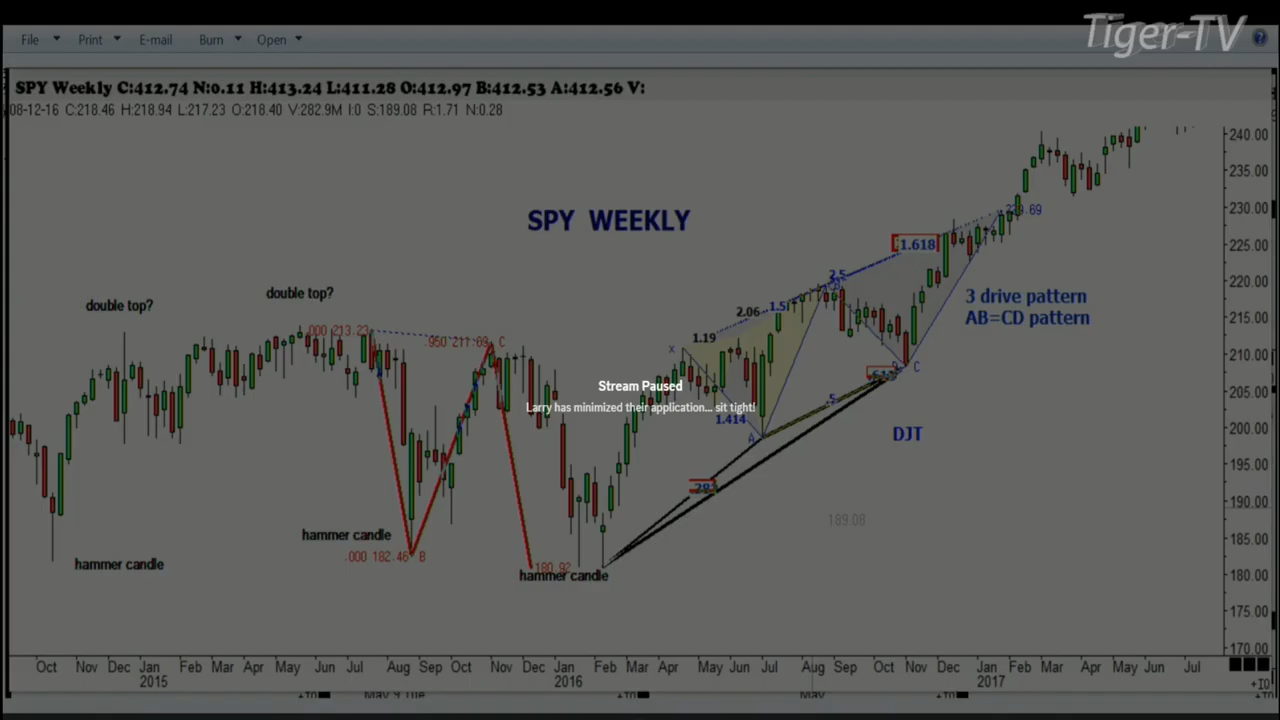 Tiger-TV
File Print E-mail Burn Open
SPY Weekly C:412.74 N:0.11 H:413.24 L:411.28 O:412.97 B:412.53 A:412.56 V:
08-12-16 C:218.46 H:218.94 L:217.23 O:218.40 V:282.9M I:0 S:189.08 R:1.71 N:0.28
SPY WEEKLY
double top?
double top?
.000 213.23
.950 211.69 C
X
1.19
2.06
1.5
2.5
1.618
3 drive pattern
AB=CD pattern
C
.5
1.414
A
DJT
189.08
hammer candle
hammer candle
.000 182.46 B
180.92
hammer candle
Stream Paused
Larry has minimized their application... sit tight!
240.00
235.00
230.00
225.00
220.00
215.00
210.00
205.00
200.00
195.00
190.00
185.00
180.00
175.00
170.00
Oct Nov Dec Jan Feb Mar Apr May Jun Jul Aug Sep Oct Nov Dec Jan Feb Mar Apr May Jun Jul Aug Sep Oct Nov Dec Jan Feb Mar Apr May Jun Jul
2015 2016 2017
+10